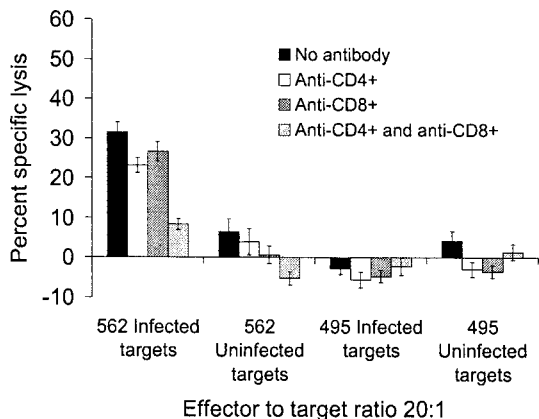 Percent specific lysis
60
50
40
30
20
10
0
-10
No antibody
Anti-CD4+
Anti-CD8+
Anti-CD4+ and anti-CD8+
562 Infected
targets
562
Uninfected
targets
495 Infected
targets
495
Uninfected
targets
Effector to target ratio 20:1